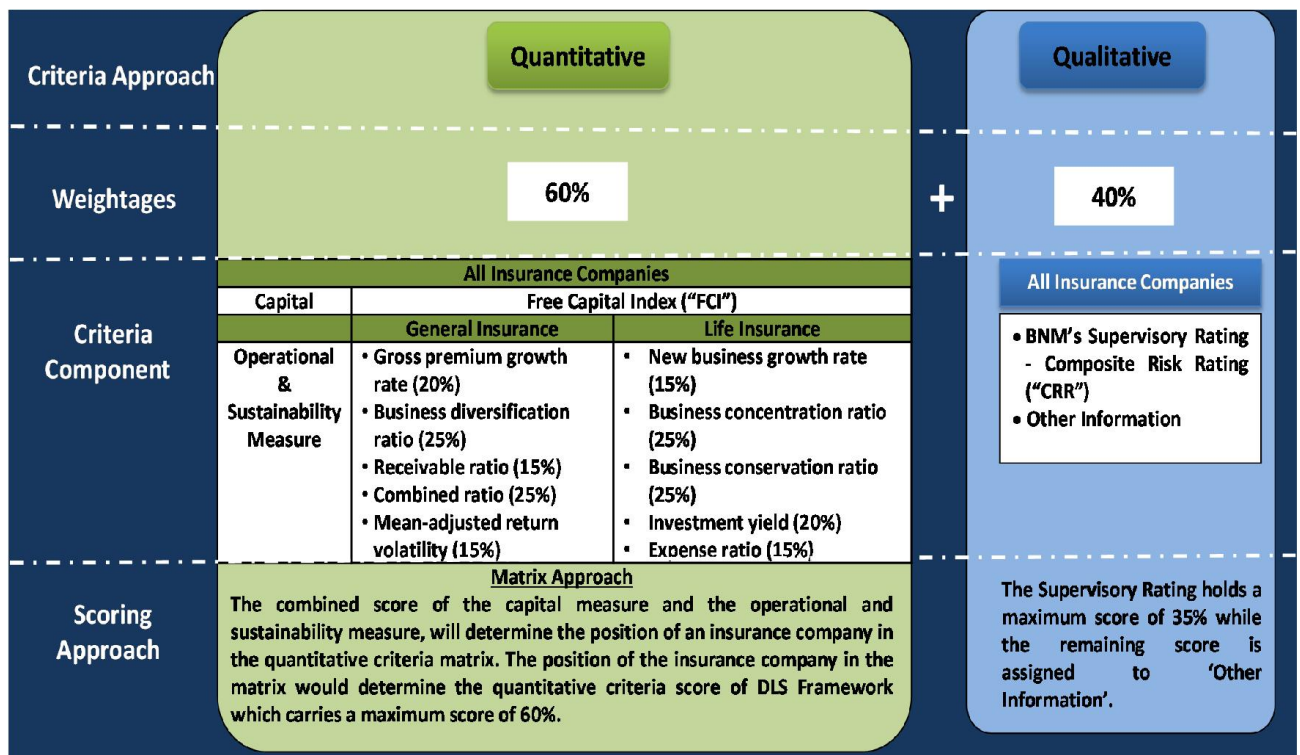 Criteria Approach
Quantitative
Qualitative
Weightages
60%
+
40%
Criteria
Component
All Insurance Companies
Capital
Free Capital Index (“FCI”)
General Insurance
Life Insurance
Operational
&
Sustainability
Measure
• Gross premium growth
rate (20%)
• Business diversification
ratio (25%)
• Receivable ratio (15%)
• Combined ratio (25%)
• Mean-adjusted return
volatility (15%)
• New business growth rate
(15%)
• Business concentration ratio
(25%)
• Business conservation ratio
(25%)
• Investment yield (20%)
• Expense ratio (15%)
All Insurance Companies
• BNM’s Supervisory Rating
- Composite Risk Rating
(“CRR”)
• Other Information
Scoring
Approach
Matrix Approach
The combined score of the capital measure and the operational and
sustainability measure, will determine the position of an insurance company in
the quantitative criteria matrix. The position of the insurance company in the
matrix would determine the quantitative criteria score of DLS Framework
which carries a maximum score of 60%.
The Supervisory Rating holds a
maximum score of 35% while
the remaining score is
assigned to ‘Other
Information’.